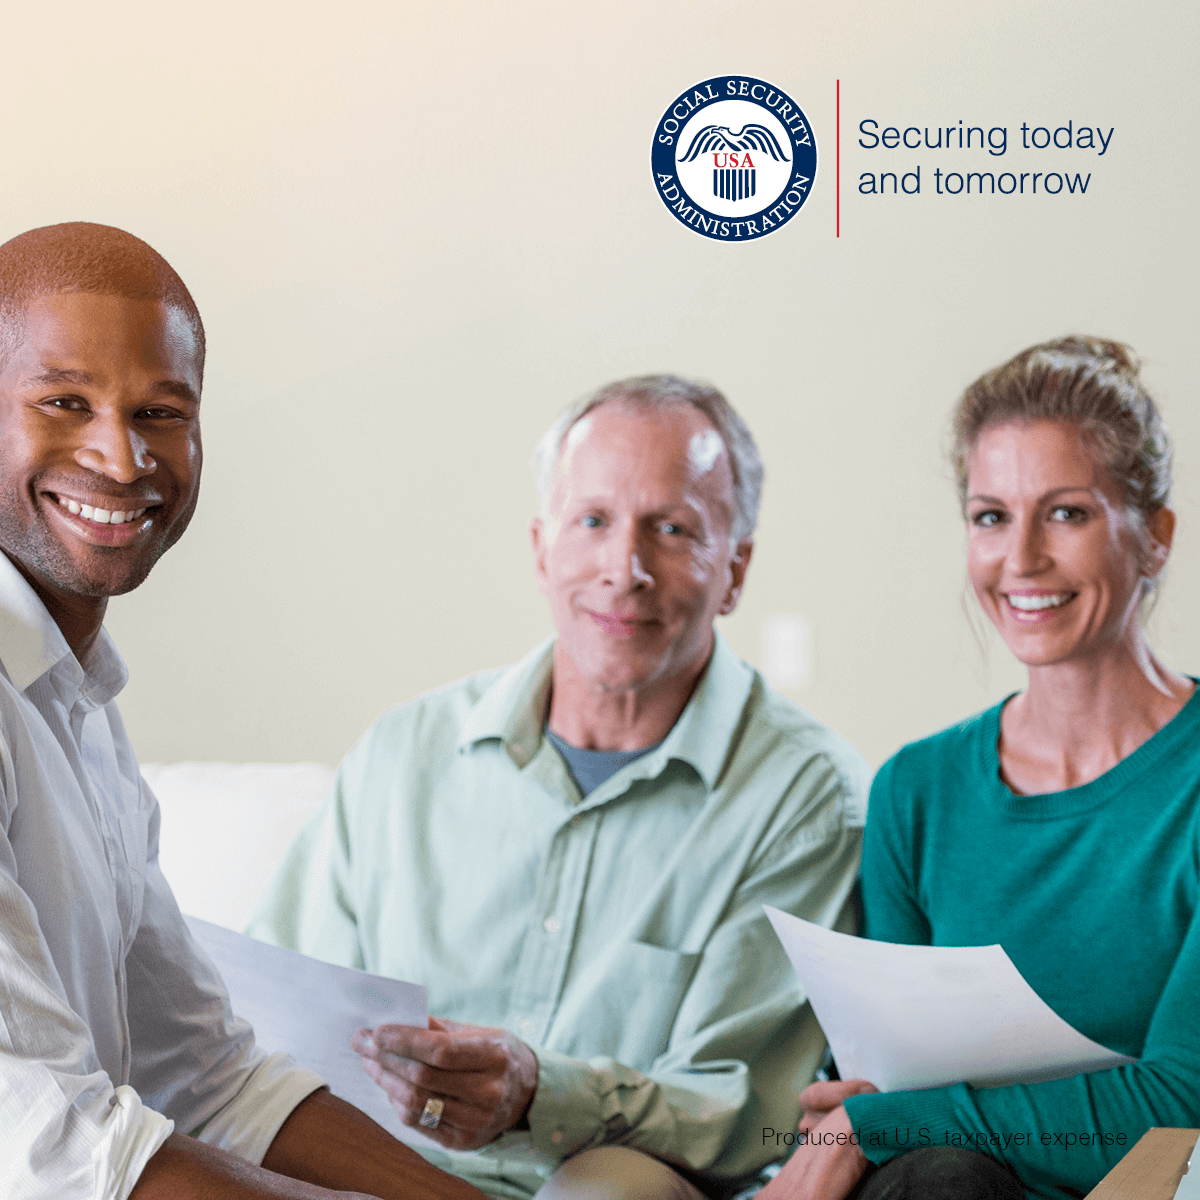 SOCIAL SECURITY
USA
ADMINISTRATION
Securing today
and tomorrow
Produced at U.S. taxpayer expense